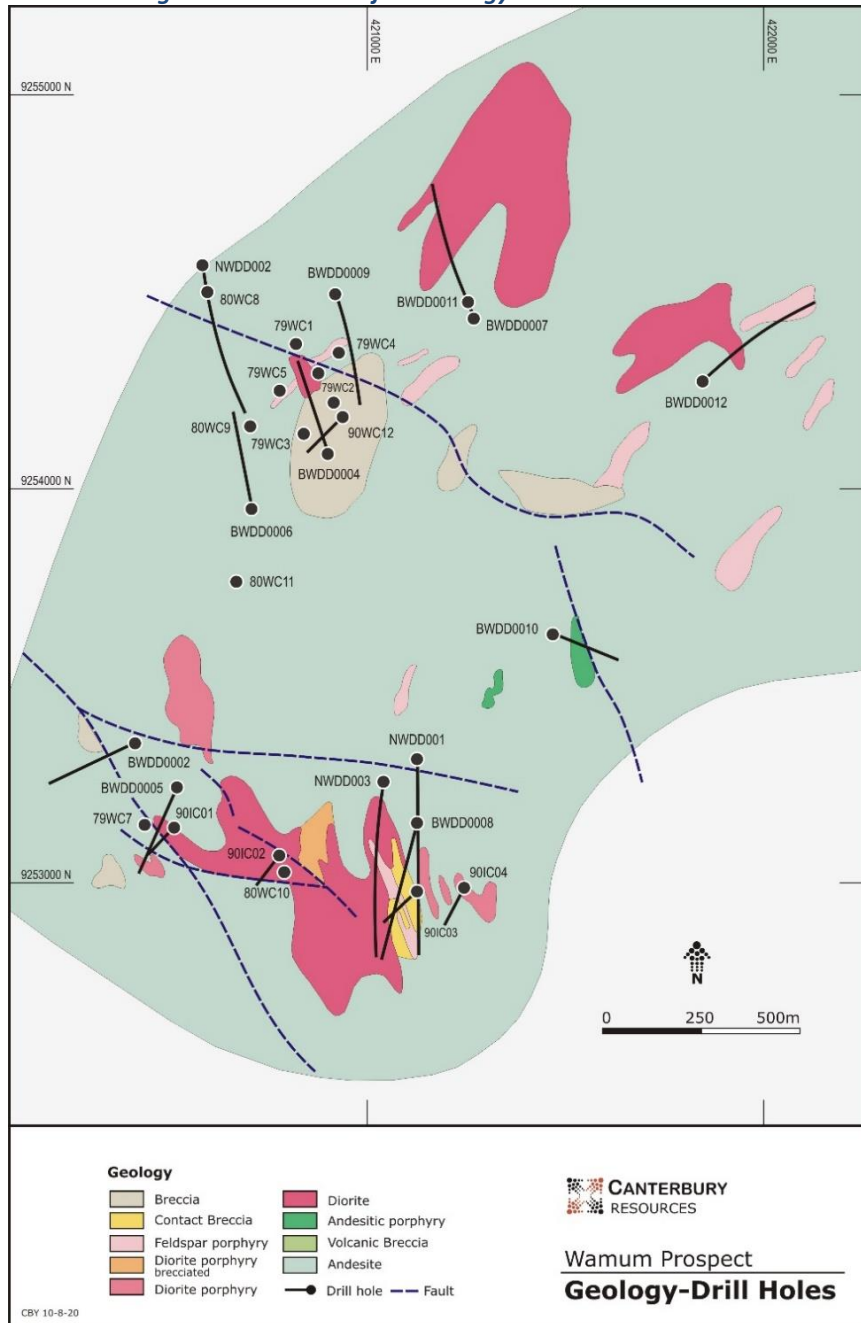 421000 E
422000 E
9255000 N
NWDD002
BWDD0009
80WC8
BWDD0011
BWDD0007
79WC1
79WC4
79WC5
79WC2
BWDD0012
80WC9
79WC3
90WC12
BWDD0004
9254000 N
BWDD0006
80WC11
BWDD0010
NWDD001
BWDD0002
NWDD003
BWDD0005
79WC7
90IC01
BWDD0008
90IC02
80WC10
90IC04
9253000 N
90IC03
N
0 250 500m
Geology
Breccia
Contact Breccia
Feldspar porphyry
Diorite porphyry
brecciated
Diorite porphyry
Diorite
Andesitic porphyry
Volcanic Breccia
Andesite
Drill hole
Fault
CANTERBURY
RESOURCES
Wamum Prospect
Geology-Drill Holes
CBY 10-8-20